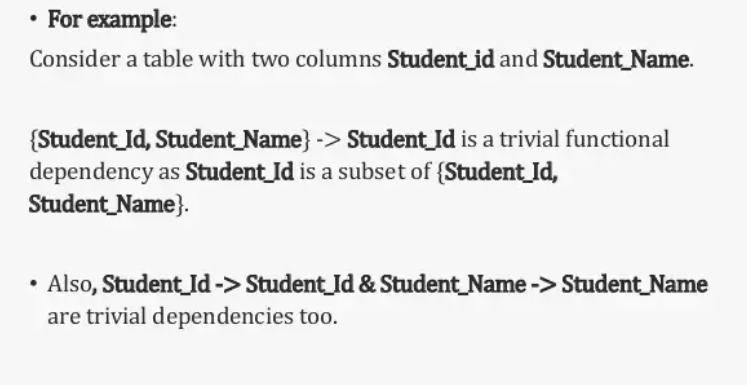 • For example:
Consider a table with two columns Student_id and Student_Name.
{Student_Id, Student_Name} -> Student_Id is a trivial functional
dependency as Student_Id is a subset of {Student_Id,
Student_Name}.
• Also, Student_Id -> Student_Id & Student_Name -> Student_Name
are trivial dependencies too.